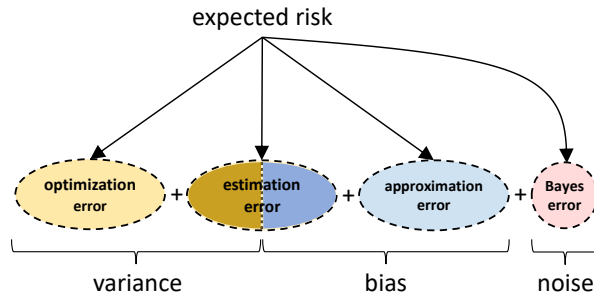 expected risk
optimization
error
+
estimation
error
+
approximation
error
+
Bayes
error
variance
bias
noise